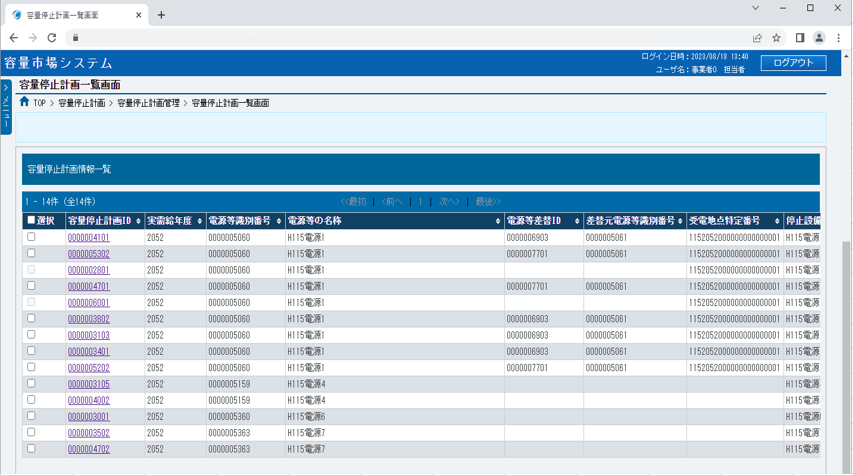 容量停止計画一覧画面
ログイン日時：2023/08/18 13:40
容量市場システム
ログアウト
ユーザ名：事業者0 担当者
容量停止計画一覧画面
メニュー
TOP > 容量停止計画 > 容量停止計画管理 > 容量停止計画一覧画面
容量停止計画情報一覧
1 - 14件 (全14件) <<最初 | <前へ | 1 | 次へ> | 最後>>
選択 容量停止計画ID 実需給年度 電源等識別番号 電源等の名称 電源等差替ID 差替元電源等識別番号 受電地点特定番号 停止設備
0000004101 2052 0000005060 H115電源1 0000006903 0000005061 1152052000000000000001 H115電源
0000005302 2052 0000005060 H115電源1 0000007701 0000005061 1152052000000000000001 H115電源
0000002801 2052 0000005060 H115電源1 1152052000000000000001 H115電源
0000004701 2052 0000005060 H115電源1 0000007701 0000005061 1152052000000000000001 H115電源
0000006001 2052 0000005060 H115電源1 1152052000000000000001 H115電源
0000003802 2052 0000005060 H115電源1 0000006903 0000005061 1152052000000000000001 H115電源
0000003103 2052 0000005060 H115電源1 0000006903 0000005061 1152052000000000000001 H115電源
0000003401 2052 0000005060 H115電源1 0000006903 0000005061 1152052000000000000001 H115電源
0000005202 2052 0000005060 H115電源1 0000007701 0000005061 1152052000000000000001 H115電源
0000003105 2052 0000005159 H115電源4 H115電源
0000004002 2052 0000005159 H115電源4 H115電源
0000003001 2052 0000005360 H115電源6 H115電源
0000003502 2052 0000005363 H115電源7 H115電源
0000004702 2052 0000005363 H115電源7 H115電源